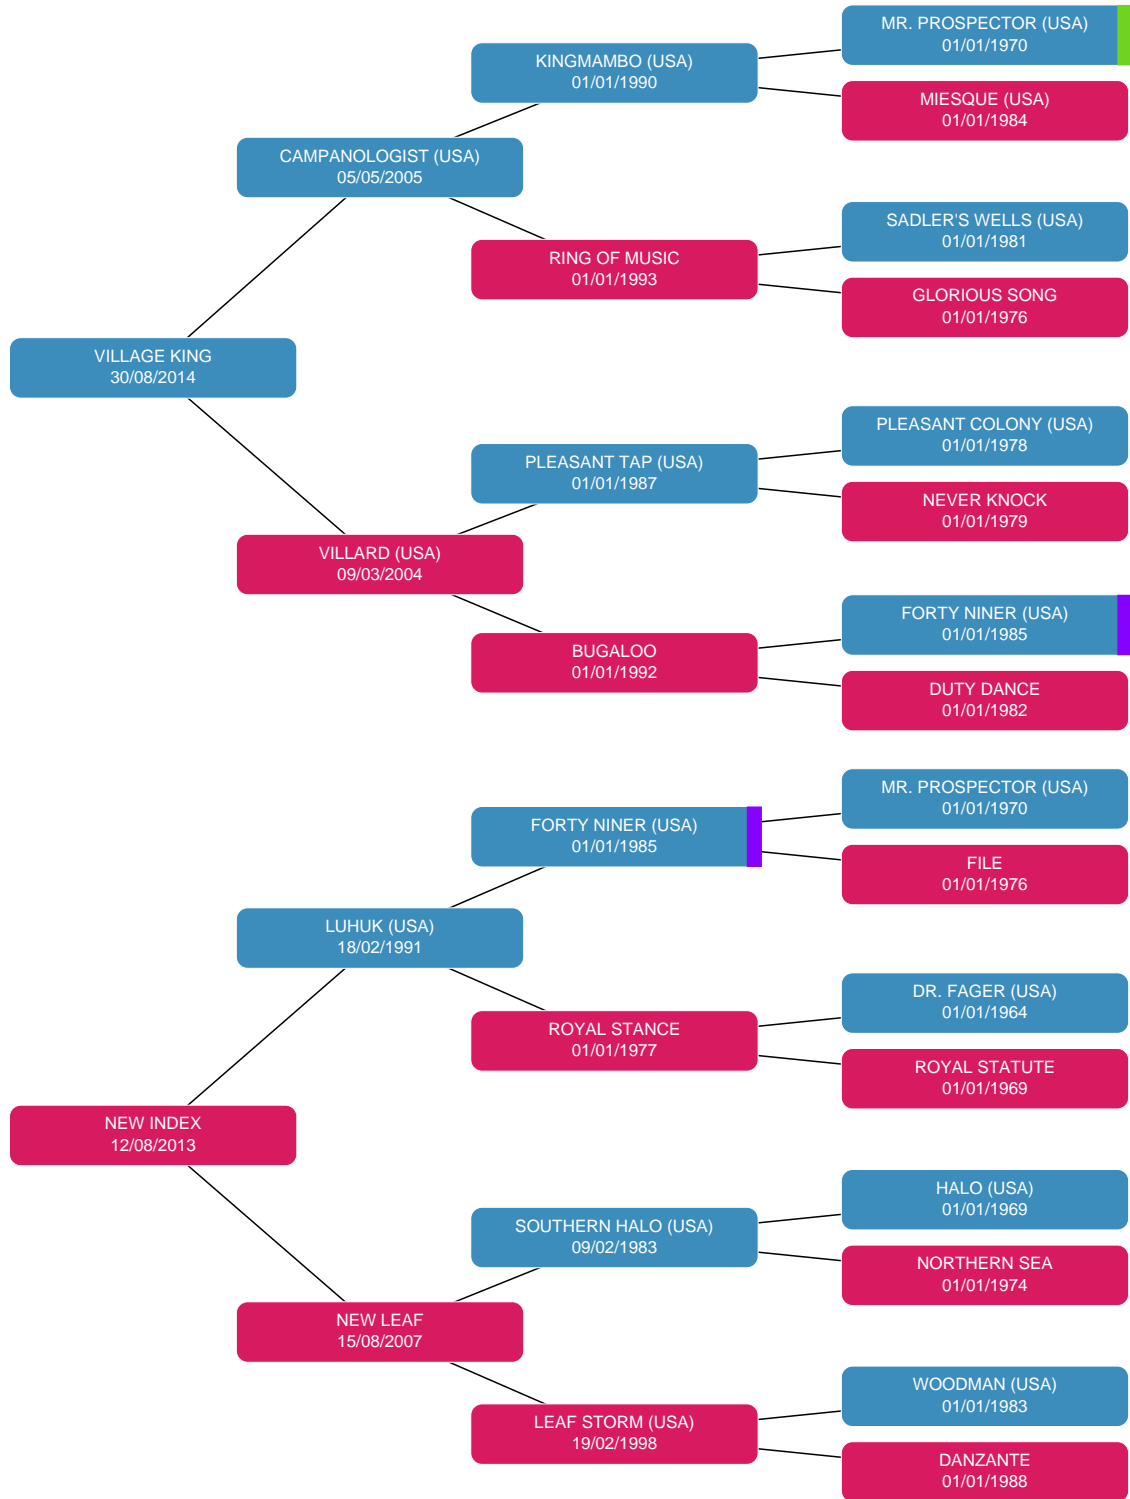 MR. PROSPECTOR (USA)
01/01/1970
KINGMAMBO (USA)
01/01/1990
MIESQUE (USA)
01/01/1984
CAMPANOLOGIST (USA)
05/05/2005
SADLER'S WELLS (USA)
01/01/1981
RING OF MUSIC
01/01/1993
GLORIOUS SONG
01/01/1976
VILLAGE KING
30/08/2014
PLEASANT COLONY (USA)
01/01/1978
PLEASANT TAP (USA)
01/01/1987
NEVER KNOCK
01/01/1979
VILLARD (USA)
09/03/2004
FORTY NINER (USA)
01/01/1985
BUGALOO
01/01/1992
DUTY DANCE
01/01/1982
MR. PROSPECTOR (USA)
01/01/1970
FORTY NINER (USA)
01/01/1985
FILE
01/01/1976
LUHUK (USA)
18/02/1991
DR. FAGER (USA)
01/01/1964
ROYAL STANCE
01/01/1977
ROYAL STATUTE
01/01/1969
NEW INDEX
12/08/2013
HALO (USA)
01/01/1969
SOUTHERN HALO (USA)
09/02/1983
NORTHERN SEA
01/01/1974
NEW LEAF
15/08/2007
WOODMAN (USA)
01/01/1983
LEAF STORM (USA)
19/02/1998
DANZANTE
01/01/1988